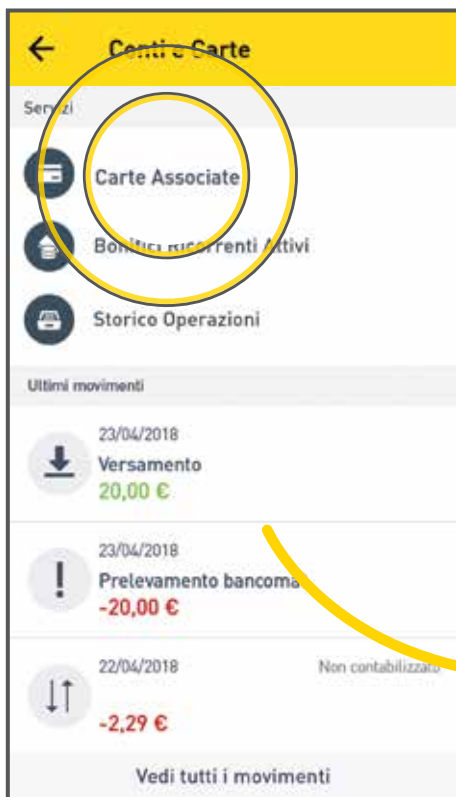 Conti e Carte
Servizi
Carte Associate
Bonifici Ricorrenti Attivi
Storico Operazioni
Ultimi movimenti
23/04/2018
Versamento
20,00 €
23/04/2018
Prelevamento
-20,00 €
22/04/2018 Non contabilizzato
-2,29 €
Vedi tutti i movimenti